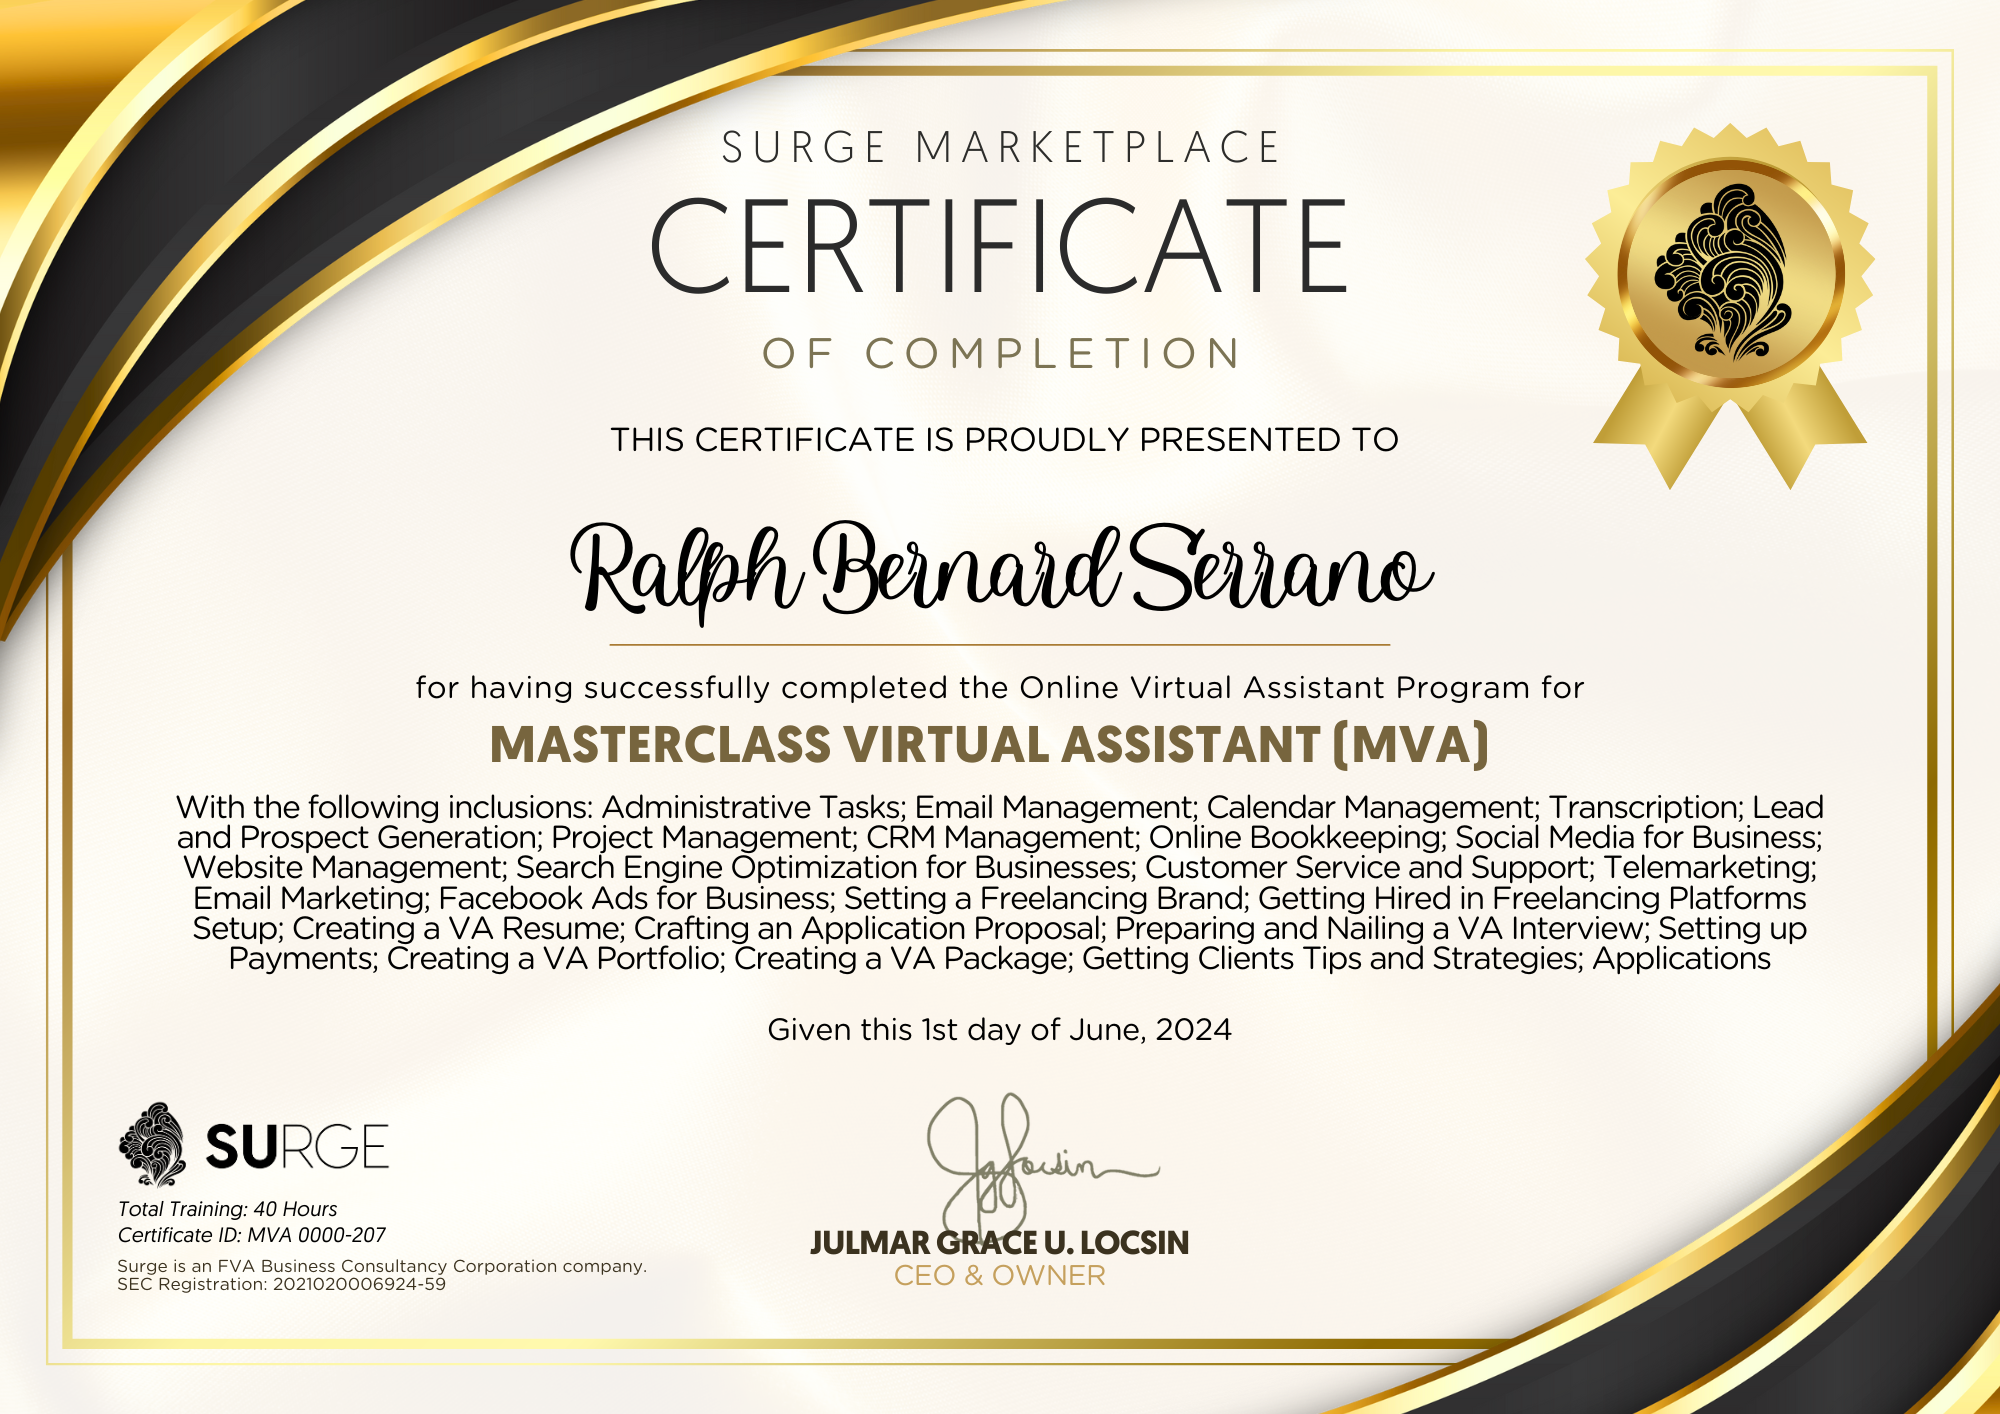 SURGE MARKETPLACE
CERTIFICATE
OF COMPLETION
THIS CERTIFICATE IS PROUDLY PRESENTED TO
Ralph Bernard Serrano
for having successfully completed the Online Virtual Assistant Program for
MASTERCLASS VIRTUAL ASSISTANT (MVA)
With the following inclusions: Administrative Tasks; Email Management; Calendar Management; Transcription; Lead
and Prospect Generation; Project Management; CRM Management; Online Bookkeeping; Social Media for Business;
Website Management; Search Engine Optimization for Businesses; Customer Service and Support; Telemarketing;
Email Marketing; Facebook Ads for Business; Setting a Freelancing Brand; Getting Hired in Freelancing Platforms
Setup; Creating a VA Resume; Crafting an Application Proposal; Preparing and Nailing a VA Interview; Setting up
Payments; Creating a VA Portfolio; Creating a VA Package; Getting Clients Tips and Strategies; Applications
Given this 1st day of June, 2024
SURGE
Total Training: 40 Hours
Certificate ID: MVA 0000-207
Surge is an FVA Business Consultancy Corporation company.
SEC Registration: 2021020006924-59
JgLocsin
JULMAR GRACE U. LOCSIN
CEO & OWNER